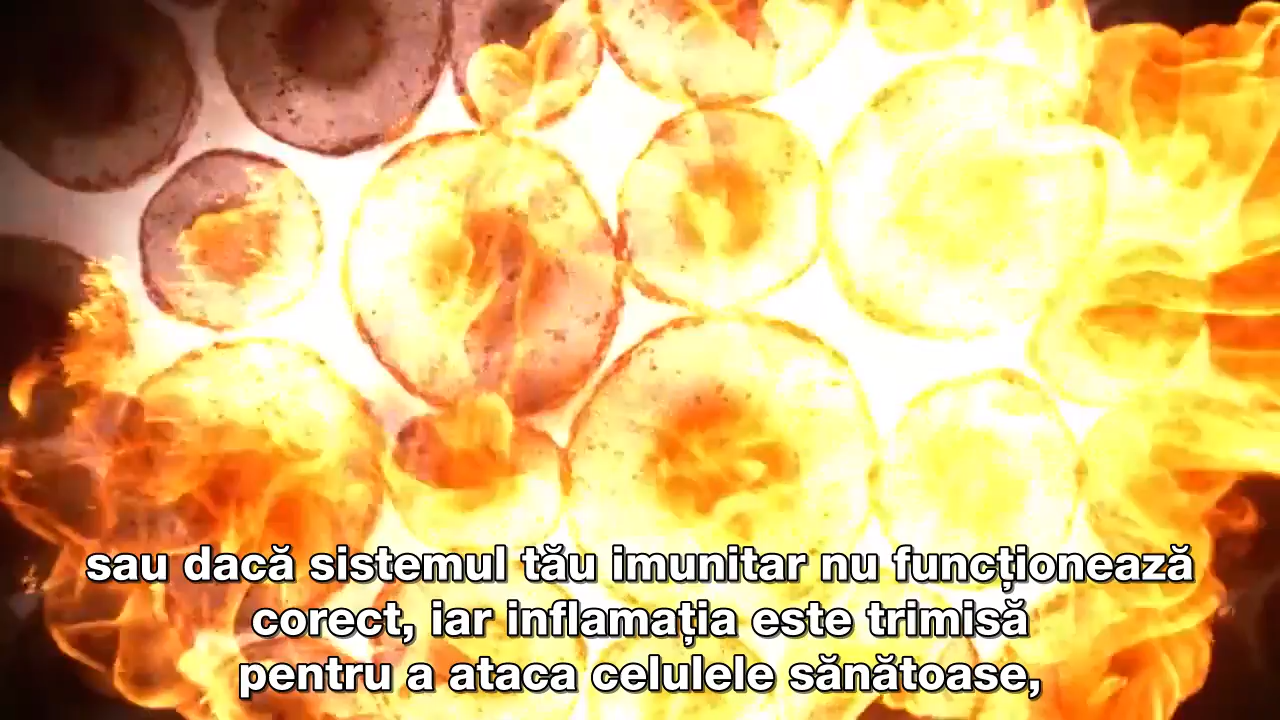 sau dacă sistemul tău imunitar nu funcționează
corect, iar inflamația este trimisă
pentru a ataca celulele sănătoase,